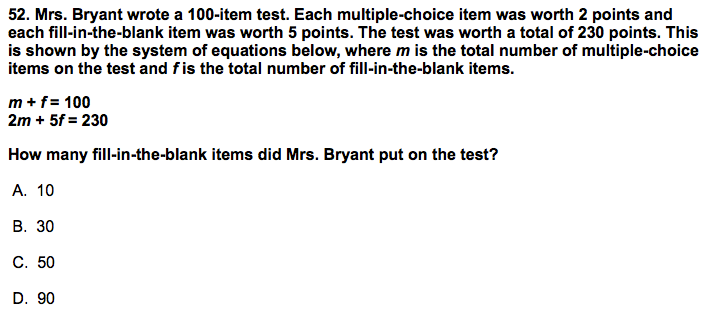 52. Mrs. Bryant wrote a 100-item test. Each multiple-choice item was worth 2 points and
each fill-in-the-blank item was worth 5 points. The test was worth a total of 230 points. This
is shown by the system of equations below, where m is the total number of multiple-choice
items on the test and f is the total number of fill-in-the-blank items.
m + f = 100
2m + 5f = 230
How many fill-in-the-blank items did Mrs. Bryant put on the test?
A. 10
B. 30
C. 50
D. 90